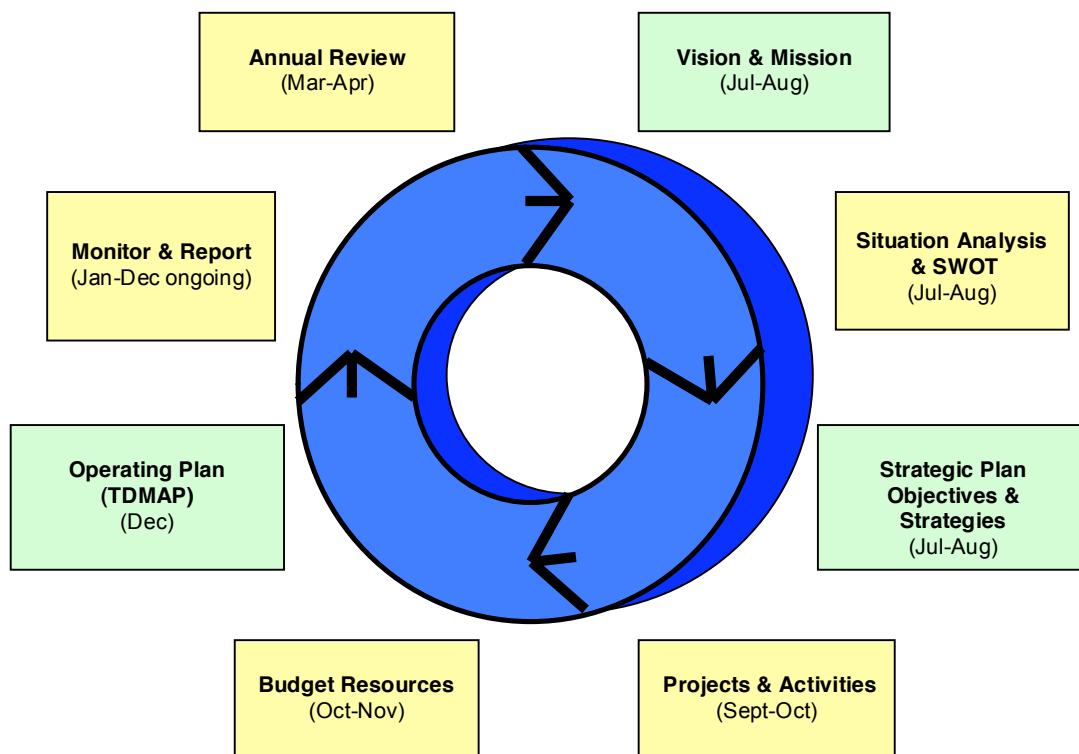 Annual Review
(Mar-Apr)
Vision & Mission
(Jul-Aug)
Monitor & Report
(Jan-Dec ongoing)
Situation Analysis
& SWOT
(Jul-Aug)
Operating Plan
(TDMAP)
(Dec)
Strategic Plan
Objectives &
Strategies
(Jul-Aug)
Budget Resources
(Oct-Nov)
Projects & Activities
(Sept-Oct)